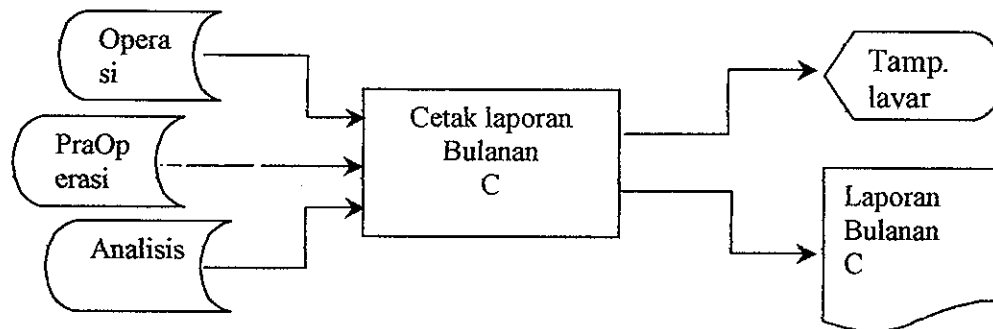 Opera
si
PraOp
erasi
Analisis
Cetak laporan
Bulanan
C
Tamp.
lavar
Laporan
Bulanan
C